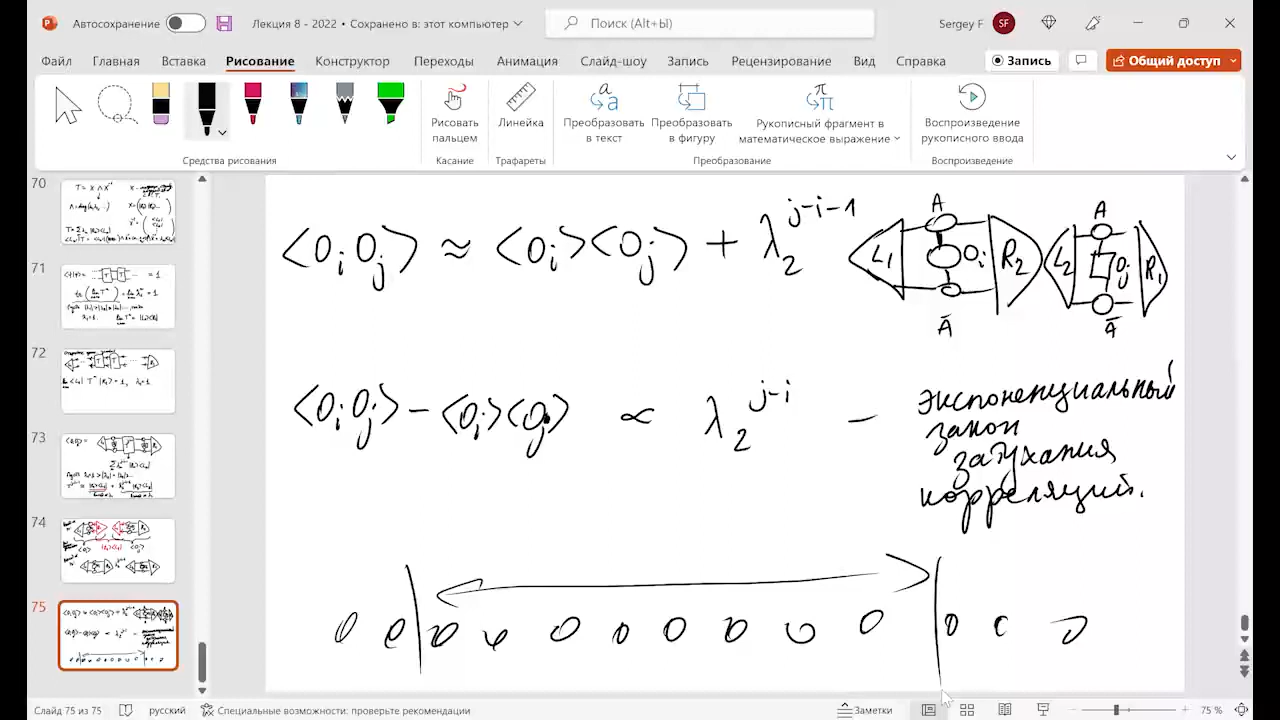 Автосохранение
Лекция 8 - 2022 • Сохранено в: этот компьютер
Поиск (Alt+Ы)
Sergey F
SF
Файл Главная Вставка Рисование Конструктор Переходы Анимация Слайд-шоу Запись Рецензирование Вид Справка
Запись
Общий доступ
Рисовать пальцем
Линейка
Преобразовать в текст
Преобразовать в фигуру
Рукописный фрагмент в математическое выражение
Воспроизведение рукописного ввода
Средства рисования
Касание
Трафареты
Преобразование
Воспроизведение
70
71
72
73
74
75
<O_i O_j> ≈ <O_i><O_j> + λ_2^{j-i-1}
A A
L_1 O_i R_2 L_2 O_j R_1
Ā Ā
<O_i O_j> - <O_i><O_j> ∝ λ_2^{j-i} —
экспоненциальный
закон
затухания
корреляций.
Слайд 75 из 75
русский
Специальные возможности: проверьте рекомендации
Заметки
75 %